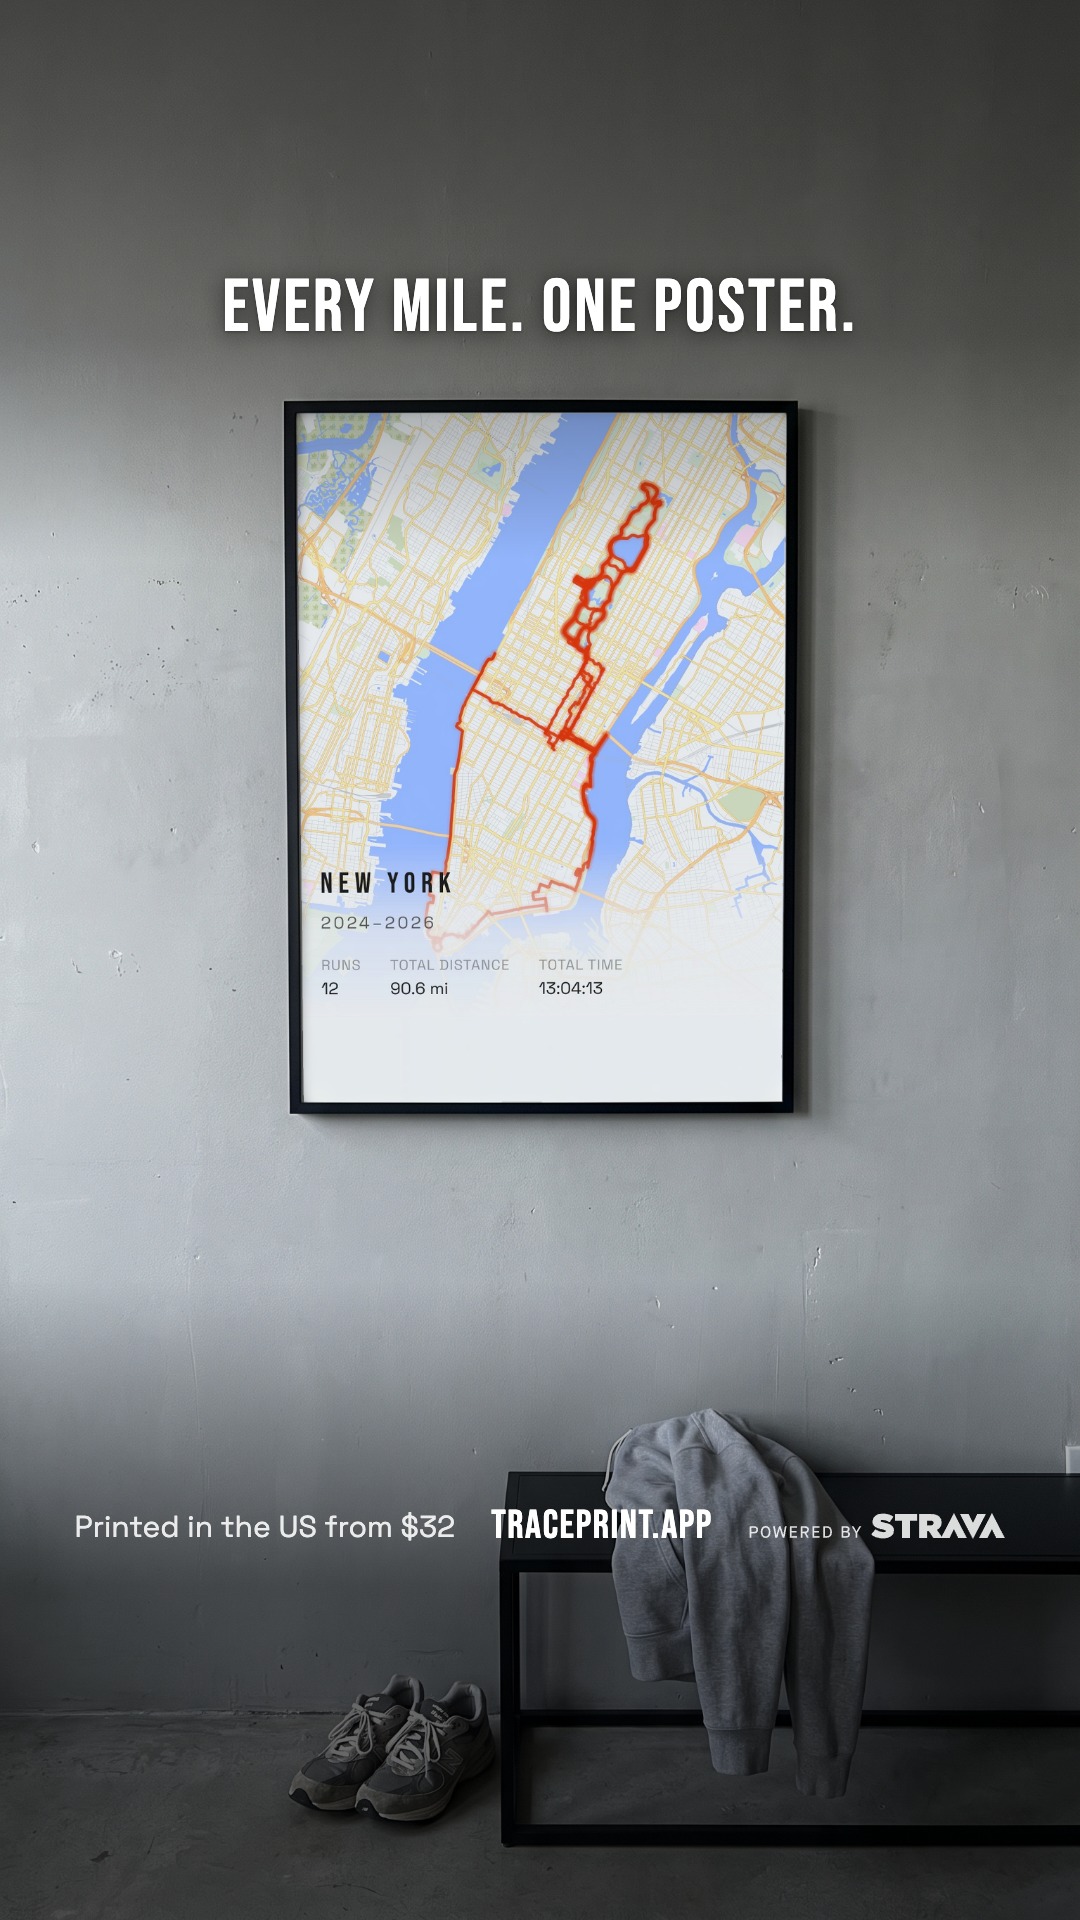 EVERY MILE. ONE POSTER.
NEW YORK
2024–2026
RUNS TOTAL DISTANCE TOTAL TIME
12 90.6 mi 13:04:13
Printed in the US from $32 TRACEPRINT.APP POWERED BY STRAVA